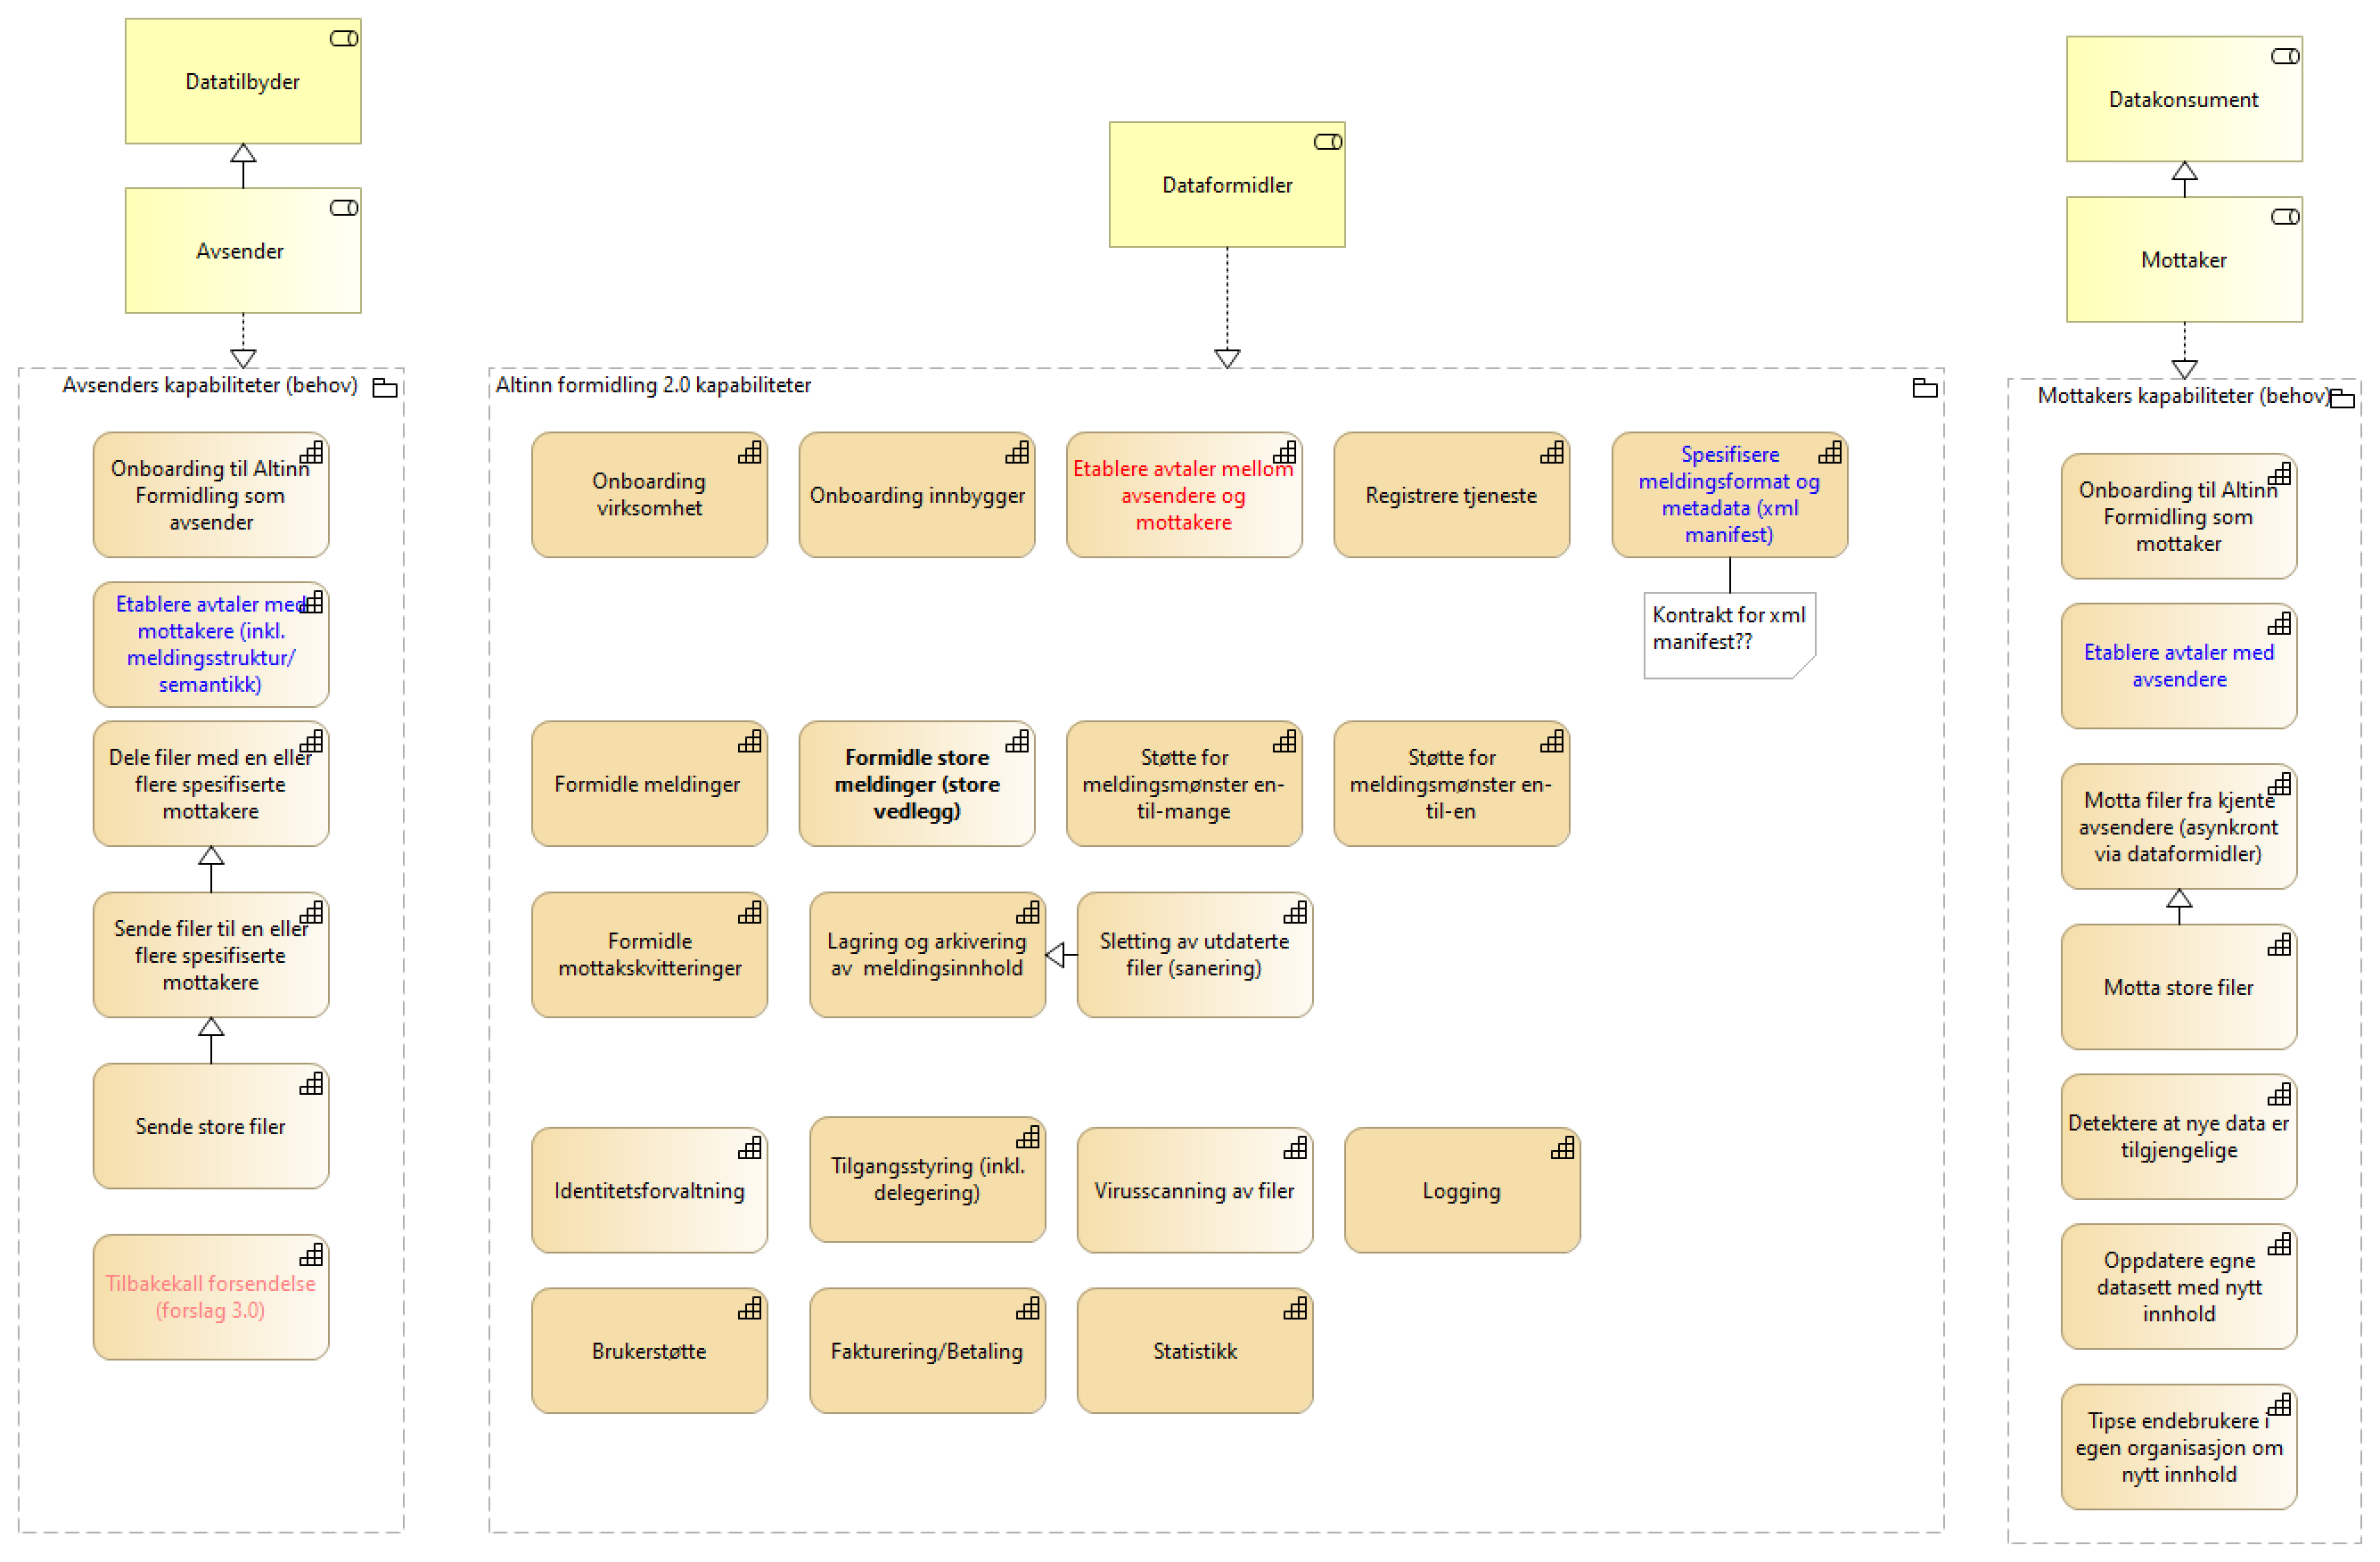 Datatilbyder
Avsender
Dataformidler
Datakonsument
Mottaker
Avsenders kapabiliteter (behov)
Onboarding til Altinn
Formidling som
avsender
Etablere avtaler med
mottakere (inkl.
meldingsstruktur/
semantikk)
Dele filer med en eller
flere spesifiserte
mottakere
Sende filer til en eller
flere spesifiserte
mottakere
Sende store filer
Tilbakekall forsendelse
(forslag 3.0)
Altinn formidling 2.0 kapabiliteter
Onboarding
virksomhet
Onboarding innbygger
Etablere avtaler mellom
avsendere og
mottakere
Registrere tjeneste
Spesifisere
meldingsformat og
metadata (xml
manifest)
Kontrakt for xml
manifest??
Formidle meldinger
Formidle store
meldinger (store
vedlegg)
Støtte for
meldingsmønster en-
til-mange
Støtte for
meldingsmønster en-
til-en
Formidle
mottakskvitteringer
Lagring og arkivering
av meldingsinnhold
Sletting av utdaterte
filer (sanering)
Identitetsforvaltning
Tilgangsstyring (inkl.
delegering)
Virusscanning av filer
Logging
Brukerstøtte
Fakturering/Betaling
Statistikk
Mottakers kapabiliteter (behov)
Onboarding til Altinn
Formidling som
mottaker
Etablere avtaler med
avsendere
Motta filer fra kjente
avsendere (asynkront
via dataformidler)
Motta store filer
Detektere at nye data er
tilgjengelige
Oppdatere egne
datasett med nytt
innhold
Tipse endebrukere i
egen organisasjon om
nytt innhold